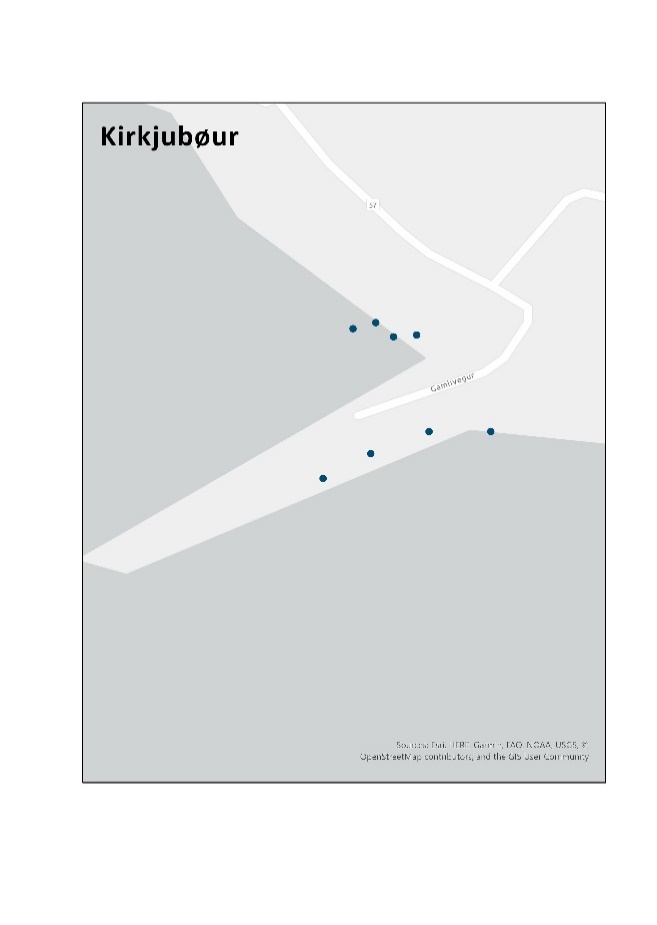 Kirkjubøur
57
Gamlivegur
Sources: Esri, HERE, Garmin, FAO, NOAA, USGS, ©
OpenStreetMap contributors, and the GIS User Community